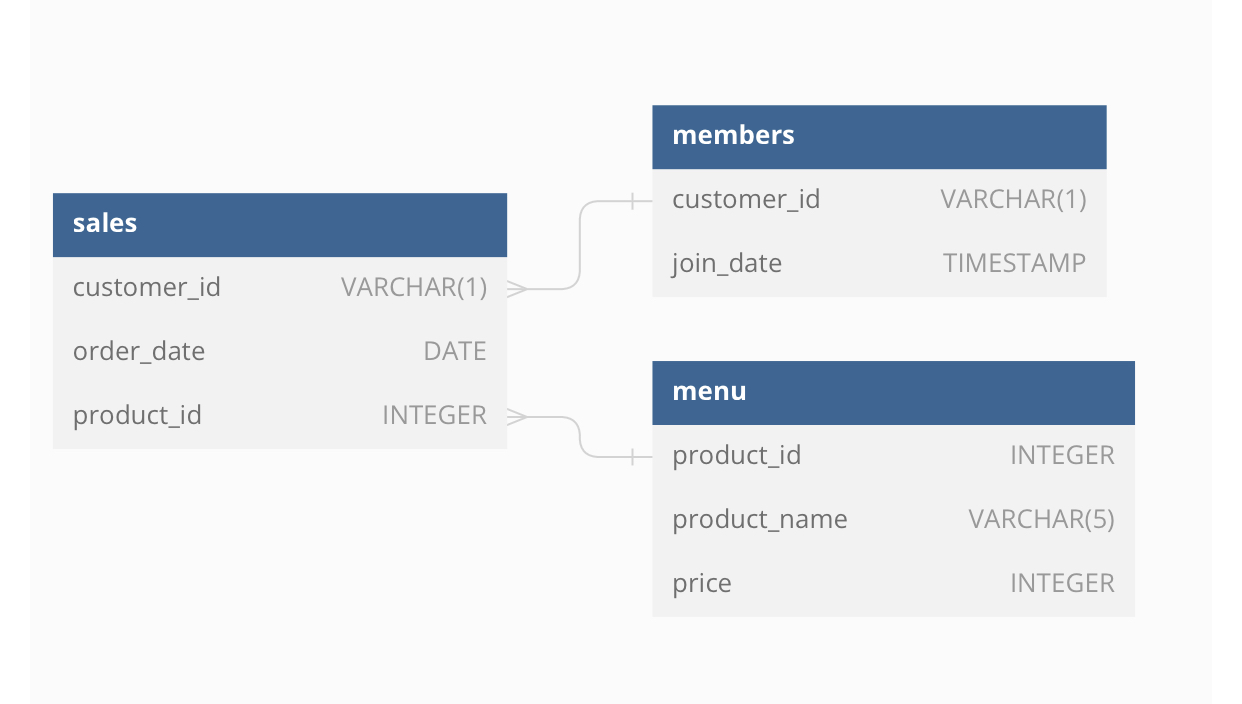 sales
customer_id VARCHAR(1)
order_date DATE
product_id INTEGER
members
customer_id VARCHAR(1)
join_date TIMESTAMP
menu
product_id INTEGER
product_name VARCHAR(5)
price INTEGER